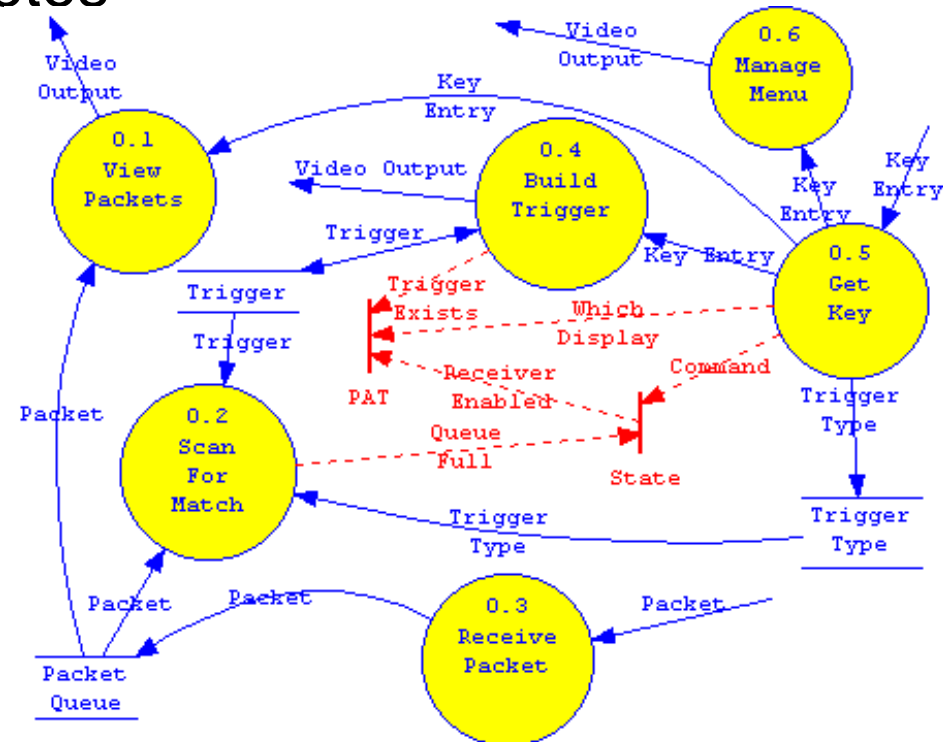 Video
Output
0.1
View
Packets
Video
Output
0.6
Manage
Menu
Key
Entry
Key
Entry
Key
Entry
0.4
Build
Trigger
Video Output
Trigger
Key Entry
0.5
Get
Key
Trigger
Trigger
Trigger
Exists
Which
Display
Command
Receiver
Enabled
PAT
Queue
Full
State
Trigger
Type
Packet
0.2
Scan
For
Match
Trigger
Type
Trigger
Type
Packet
Packet
0.3
Receive
Packet
Packet
Packet
Queue